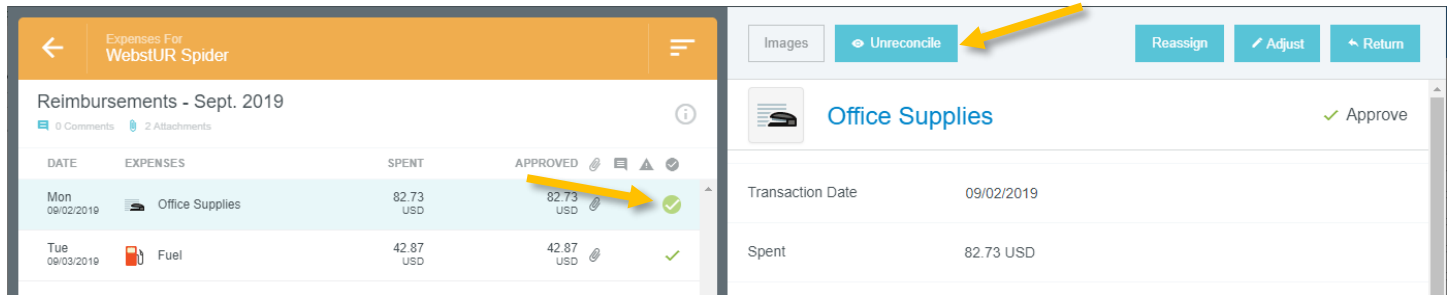 Expenses For
WebstUR Spider
Reimbursements - Sept. 2019
0 Comments 2 Attachments
DATE EXPENSES SPENT APPROVED
Mon
09/02/2019
Office Supplies
82.73
USD
82.73
USD
Tue
09/03/2019
Fuel
42.87
USD
42.87
USD
Images Unreconcile Reassign Adjust Return
Office Supplies Approve
Transaction Date 09/02/2019
Spent 82.73 USD